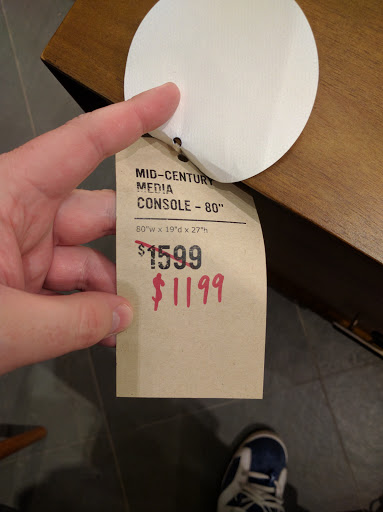 MID-CENTURY
MEDIA
CONSOLE - 80"
80"w x 19"d x 27"h
$1599
$1199